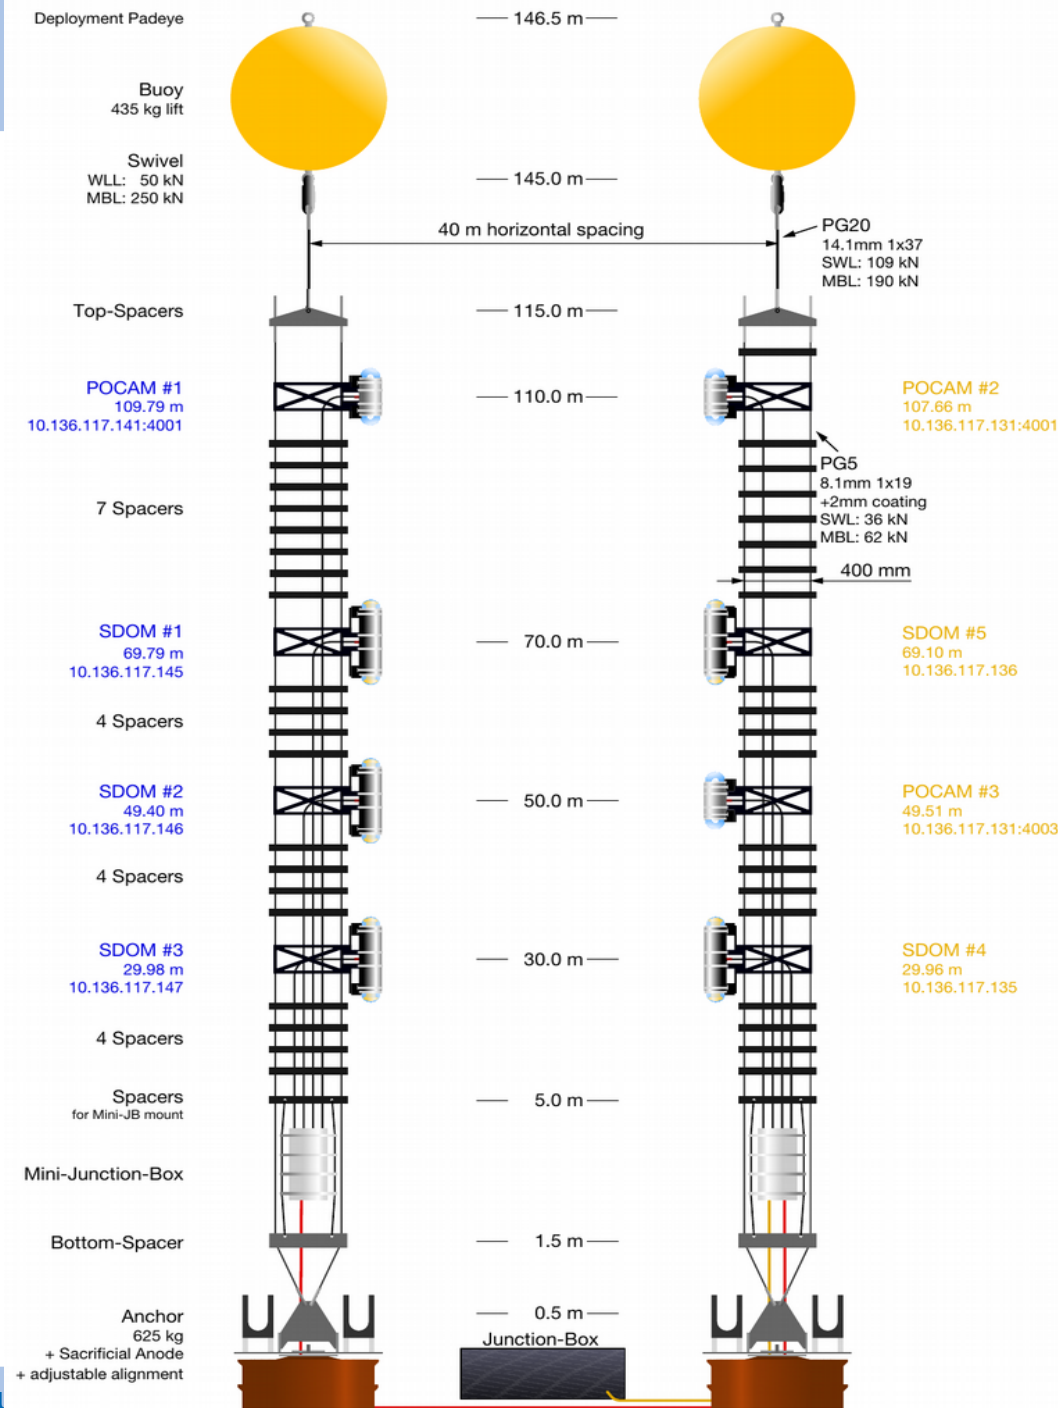 Deployment Padeye
146.5 m
Buoy
435 kg lift
Swivel
WLL: 50 kN
MBL: 250 kN
145.0 m
40 m horizontal spacing
PG20
14.1mm 1x37
SWL: 109 kN
MBL: 190 kN
Top-Spacers
115.0 m
POCAM #1
109.79 m
10.136.117.141:4001
110.0 m
POCAM #2
107.66 m
10.136.117.131:4001
PG5
8.1mm 1x19
+2mm coating
SWL: 36 kN
MBL: 62 kN
7 Spacers
400 mm
SDOM #1
69.79 m
10.136.117.145
70.0 m
SDOM #5
69.10 m
10.136.117.136
4 Spacers
SDOM #2
49.40 m
10.136.117.146
50.0 m
POCAM #3
49.51 m
10.136.117.131:4003
4 Spacers
SDOM #3
29.98 m
10.136.117.147
30.0 m
SDOM #4
29.96 m
10.136.117.135
4 Spacers
Spacers
for Mini-JB mount
5.0 m
Mini-Junction-Box
Bottom-Spacer
1.5 m
Anchor
625 kg
+ Sacrificial Anode
+ adjustable alignment
0.5 m
Junction-Box